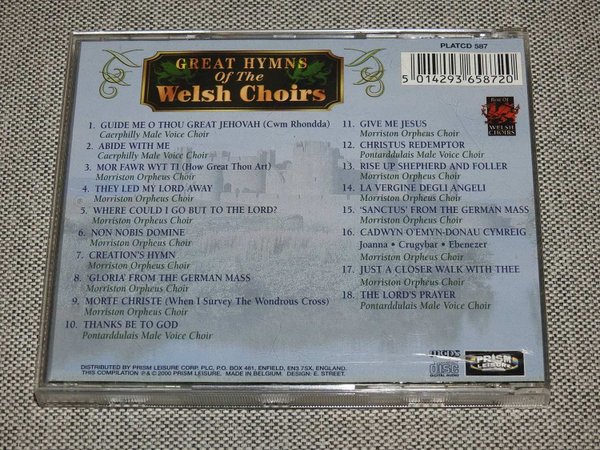 GREAT HYMNS
Of The
Welsh Choirs
PLATCD 587
5 014293 658720
Best Of
WELSH
CHOIRS
1. GUIDE ME O THOU GREAT JEHOVAH (Cwm Rhondda)
Caerphilly Male Voice Choir
2. ABIDE WITH ME
Caerphilly Male Voice Choir
3. MOR FAWR WYT TI (How Great Thou Art)
Morriston Orpheus Choir
4. THEY LED MY LORD AWAY
Morriston Orpheus Choir
5. WHERE COULD I GO BUT TO THE LORD?
Morriston Orpheus Choir
6. NON NOBIS DOMINE
Morriston Orpheus Choir
7. CREATION'S HYMN
Morriston Orpheus Choir
8. 'GLORIA' FROM THE GERMAN MASS
Morriston Orpheus Choir
9. MORTE CHRISTE (When I Survey The Wondrous Cross)
Morriston Orpheus Choir
10. THANKS BE TO GOD
Pontarddulais Male Voice Choir
11. GIVE ME JESUS
Morriston Orpheus Choir
12. CHRISTUS REDEMPTOR
Pontarddulais Male Voice Choir
13. RISE UP SHEPHERD AND FOLLER
Morriston Orpheus Choir
14. LA VERGINE DEGLI ANGELI
Morriston Orpheus Choir
15. 'SANCTUS' FROM THE GERMAN MASS
Morriston Orpheus Choir
16. CADWYN O'EMYN-DONAU CYMREIG
Joanna • Crugybar • Ebenezer
Morriston Orpheus Choir
17. JUST A CLOSER WALK WITH THEE
Morriston Orpheus Choir
18. THE LORD'S PRAYER
Pontarddulais Male Voice Choir
DISTRIBUTED BY PRISM LEISURE CORP. PLC, P.O. BOX 461, ENFIELD, EN3 7SX, ENGLAND.
THIS COMPILATION P.& © 2000 PRISM LEISURE. MADE IN BELGIUM. DESIGN: E. STREET.
disc
DIGITAL AUDIO
PRISM
LEISURE